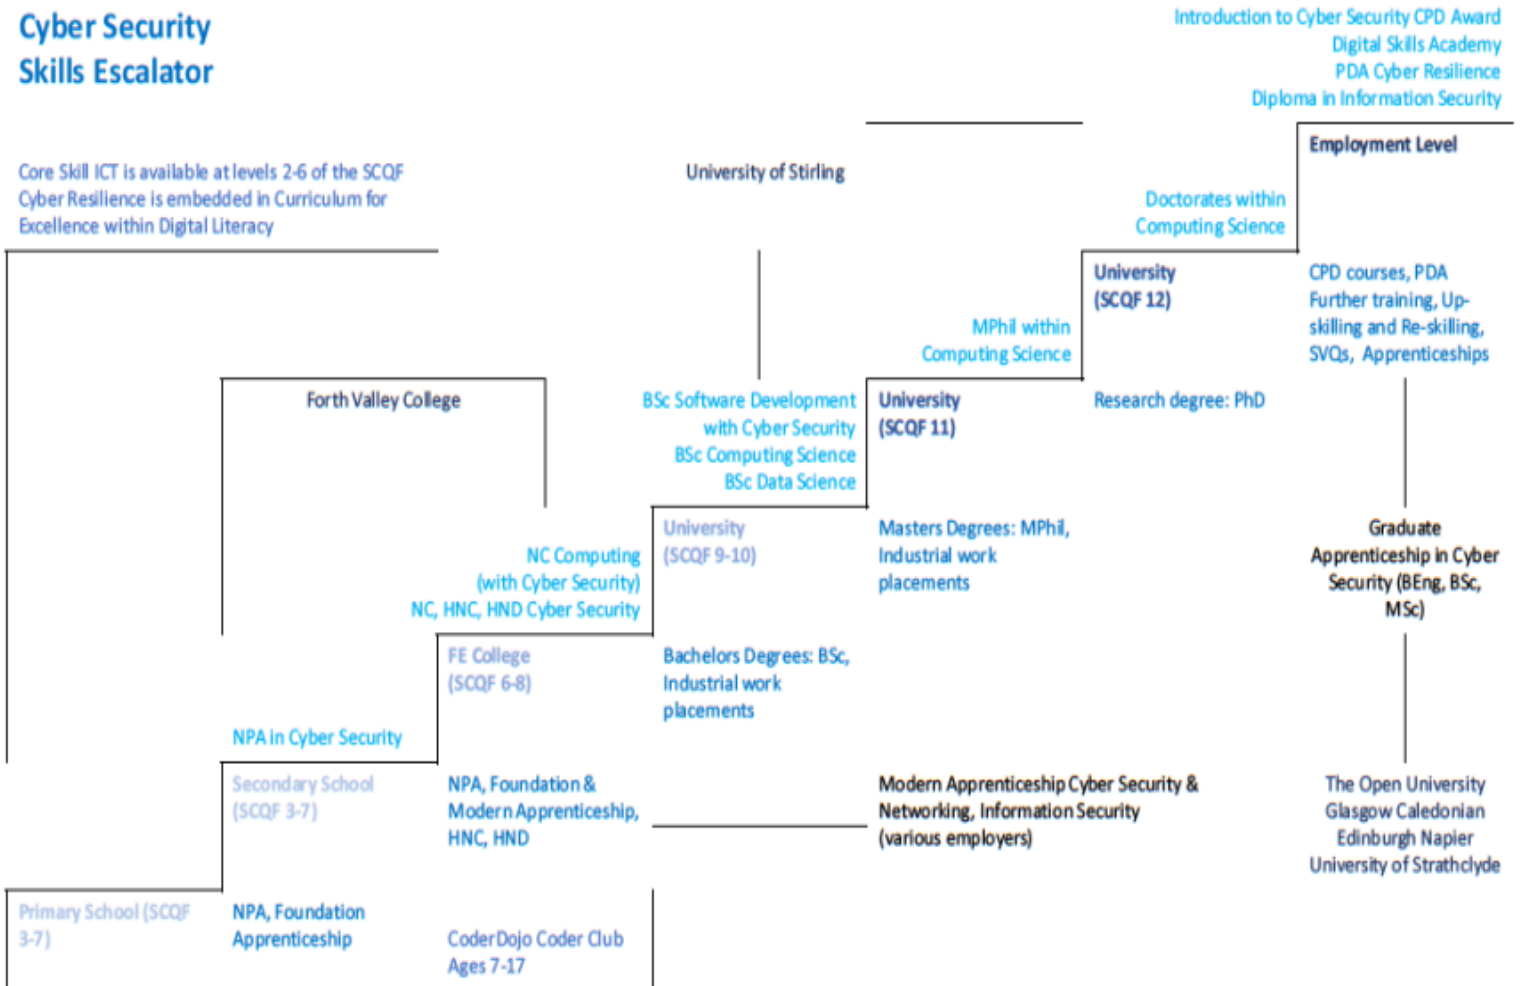 Cyber Security
Skills Escalator
Introduction to Cyber Security CPD Award
Digital Skills Academy
PDA Cyber Resilience
Diploma in Information Security
Employment Level
Core Skill ICT is available at levels 2-6 of the SCQF
Cyber Resilience is embedded in Curriculum for
Excellence within Digital Literacy
University of Stirling
Doctorates within
Computing Science
University
(SCQF 12)
CPD courses, PDA
Further training, Up-
skilling and Re-skilling,
SVQs, Apprenticeships
MPhil within
Computing Science
Forth Valley College
BSc Software Development
with Cyber Security
BSc Computing Science
BSc Data Science
University
(SCQF 11)
Research degree: PhD
NC Computing
(with Cyber Security)
NC, HNC, HND Cyber Security
University
(SCQF 9-10)
Masters Degrees: MPhil,
Industrial work
placements
Graduate
Apprenticeship in Cyber
Security (BEng, BSc,
MSc)
FE College
(SCQF 6-8)
Bachelors Degrees: BSc,
Industrial work
placements
NPA in Cyber Security
Secondary School
(SCQF 3-7)
NPA, Foundation &
Modern Apprenticeship,
HNC, HND
Modern Apprenticeship Cyber Security &
Networking, Information Security
(various employers)
The Open University
Glasgow Caledonian
Edinburgh Napier
University of Strathclyde
Primary School (SCQF
3-7)
NPA, Foundation
Apprenticeship
CoderDojo Coder Club
Ages 7-17